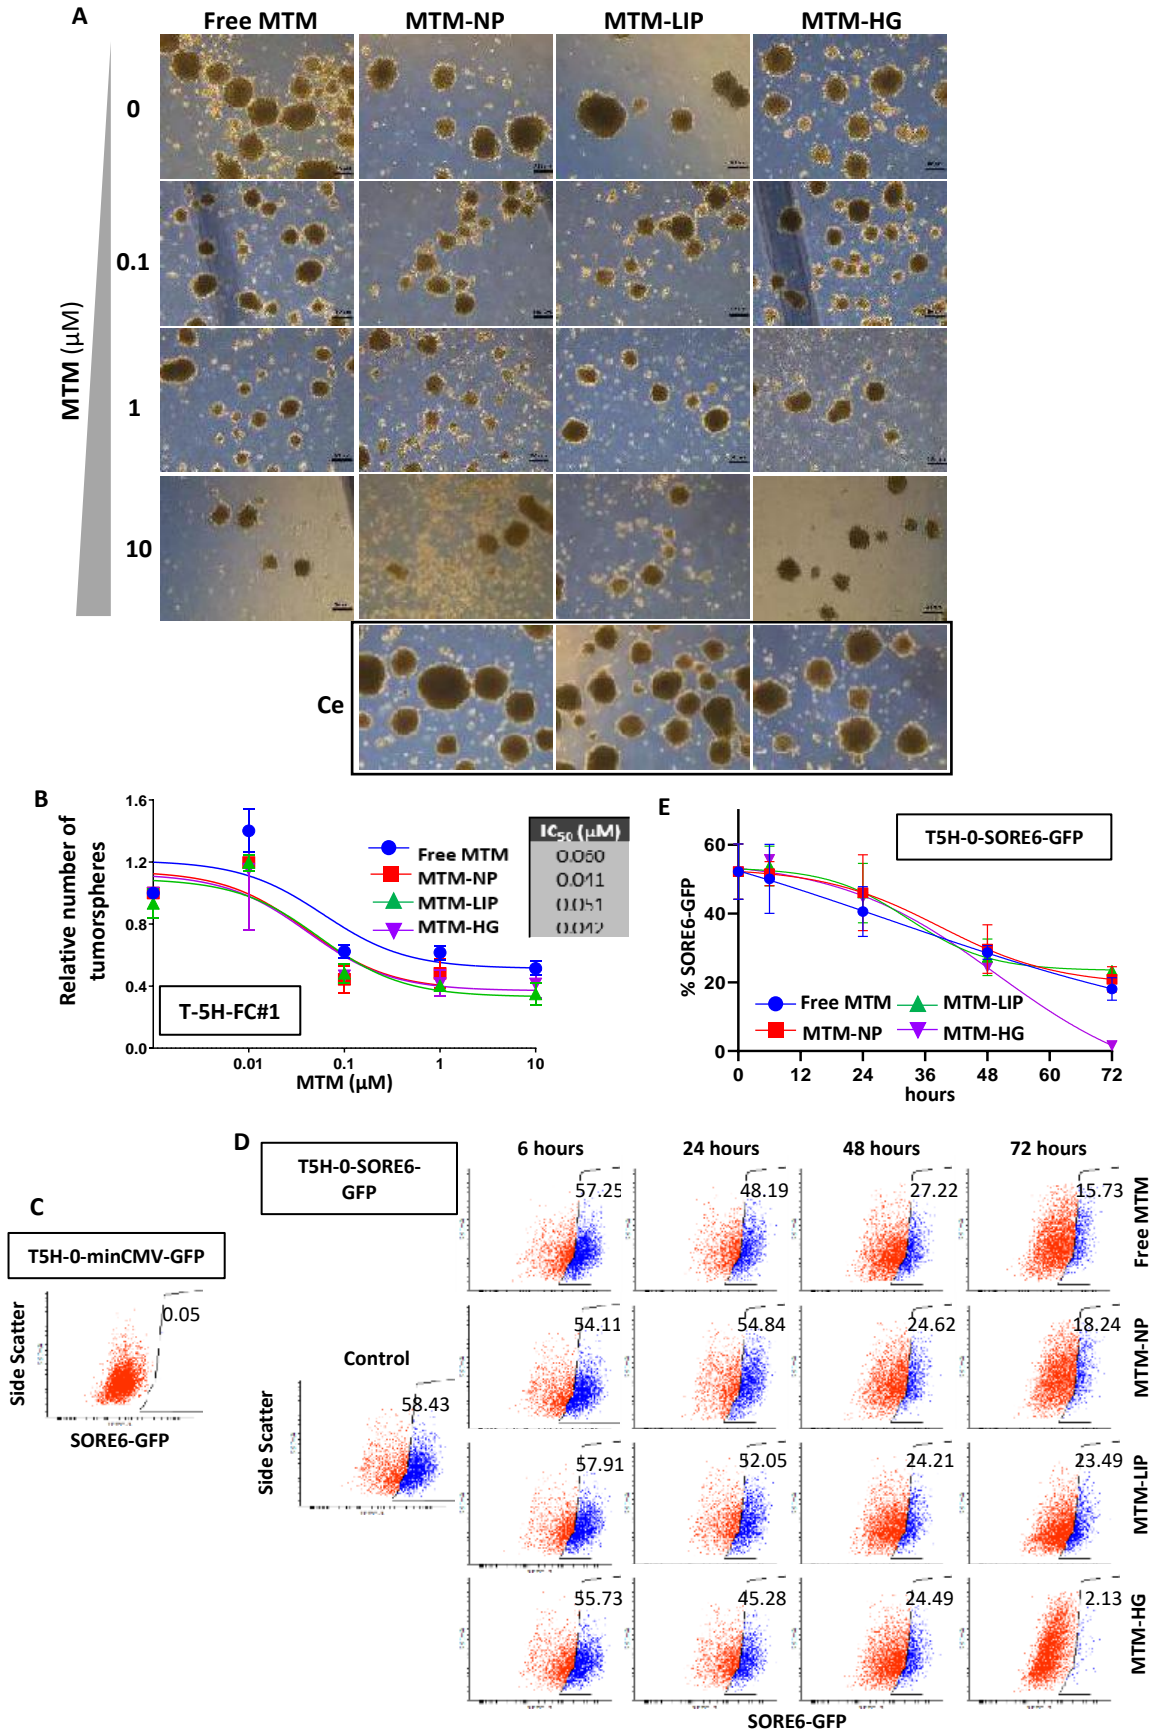 A
Free MTM
MTM-NP
MTM-LIP
MTM-HG
0
0.1
1
10
MTM (µM)
Ce
B
Relative number of
tumorspheres
1.6
1.2
0.8
0.4
0.0
0.01
0.1
1
10
MTM (µM)
T-5H-FC#1
Free MTM
MTM-NP
MTM-LIP
MTM-HG
IC50 (µM)
0.060
0.041
0.051
0.042
E
% SORE6-GFP
60
40
20
0
0
12
24
36
48
60
72
hours
T5H-0-SORE6-GFP
Free MTM
MTM-LIP
MTM-NP
MTM-HG
C
T5H-0-minCMV-GFP
0.05
Side Scatter
SORE6-GFP
D
T5H-0-SORE6-
GFP
Control
58.43
Side Scatter
6 hours
24 hours
48 hours
72 hours
57.25
48.19
27.22
15.73
Free MTM
54.11
54.84
24.62
18.24
MTM-NP
57.91
52.05
24.21
23.49
MTM-LIP
55.73
45.28
24.49
2.13
MTM-HG
SORE6-GFP